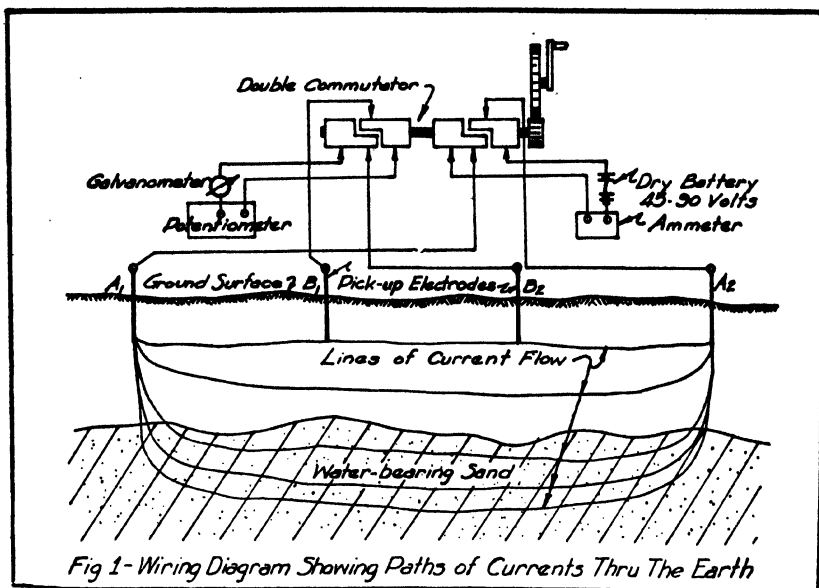 Double Commutator
Galvanometer
Potentiometer
Dry Battery
45-90 Volts
Ammeter
A1 Ground Surface B1 Pick-up Electrodes B2 A2
Lines of Current Flow
Water-bearing Sand
Fig 1- Wiring Diagram Showing Paths of Currents Thru The Earth